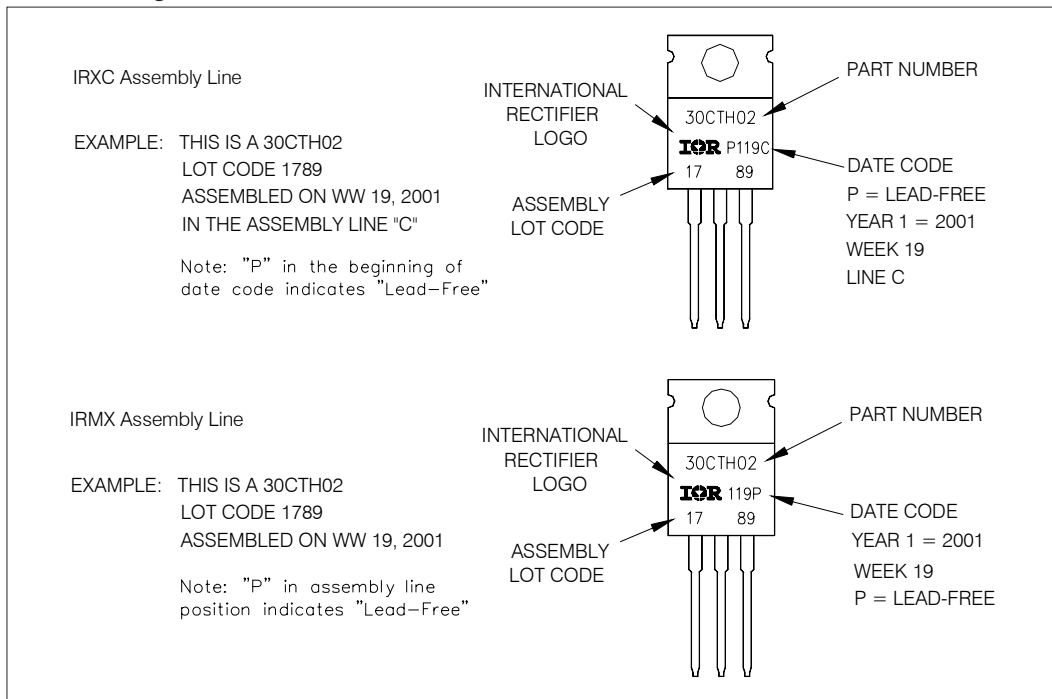 IRXC Assembly Line
EXAMPLE: THIS IS A 30CTH02
LOT CODE 1789
ASSEMBLED ON WW 19, 2001
IN THE ASSEMBLY LINE "C"
Note: "P" in the beginning of
date code indicates "Lead-Free"
INTERNATIONAL
RECTIFIER
LOGO
ASSEMBLY
LOT CODE
30CTH02
IOR P119C
17 89
PART NUMBER
DATE CODE
P = LEAD-FREE
YEAR 1 = 2001
WEEK 19
LINE C
IRMX Assembly Line
EXAMPLE: THIS IS A 30CTH02
LOT CODE 1789
ASSEMBLED ON WW 19, 2001
Note: "P" in assembly line
position indicates "Lead-Free"
INTERNATIONAL
RECTIFIER
LOGO
ASSEMBLY
LOT CODE
30CTH02
IOR 119P
17 89
PART NUMBER
DATE CODE
YEAR 1 = 2001
WEEK 19
P = LEAD-FREE